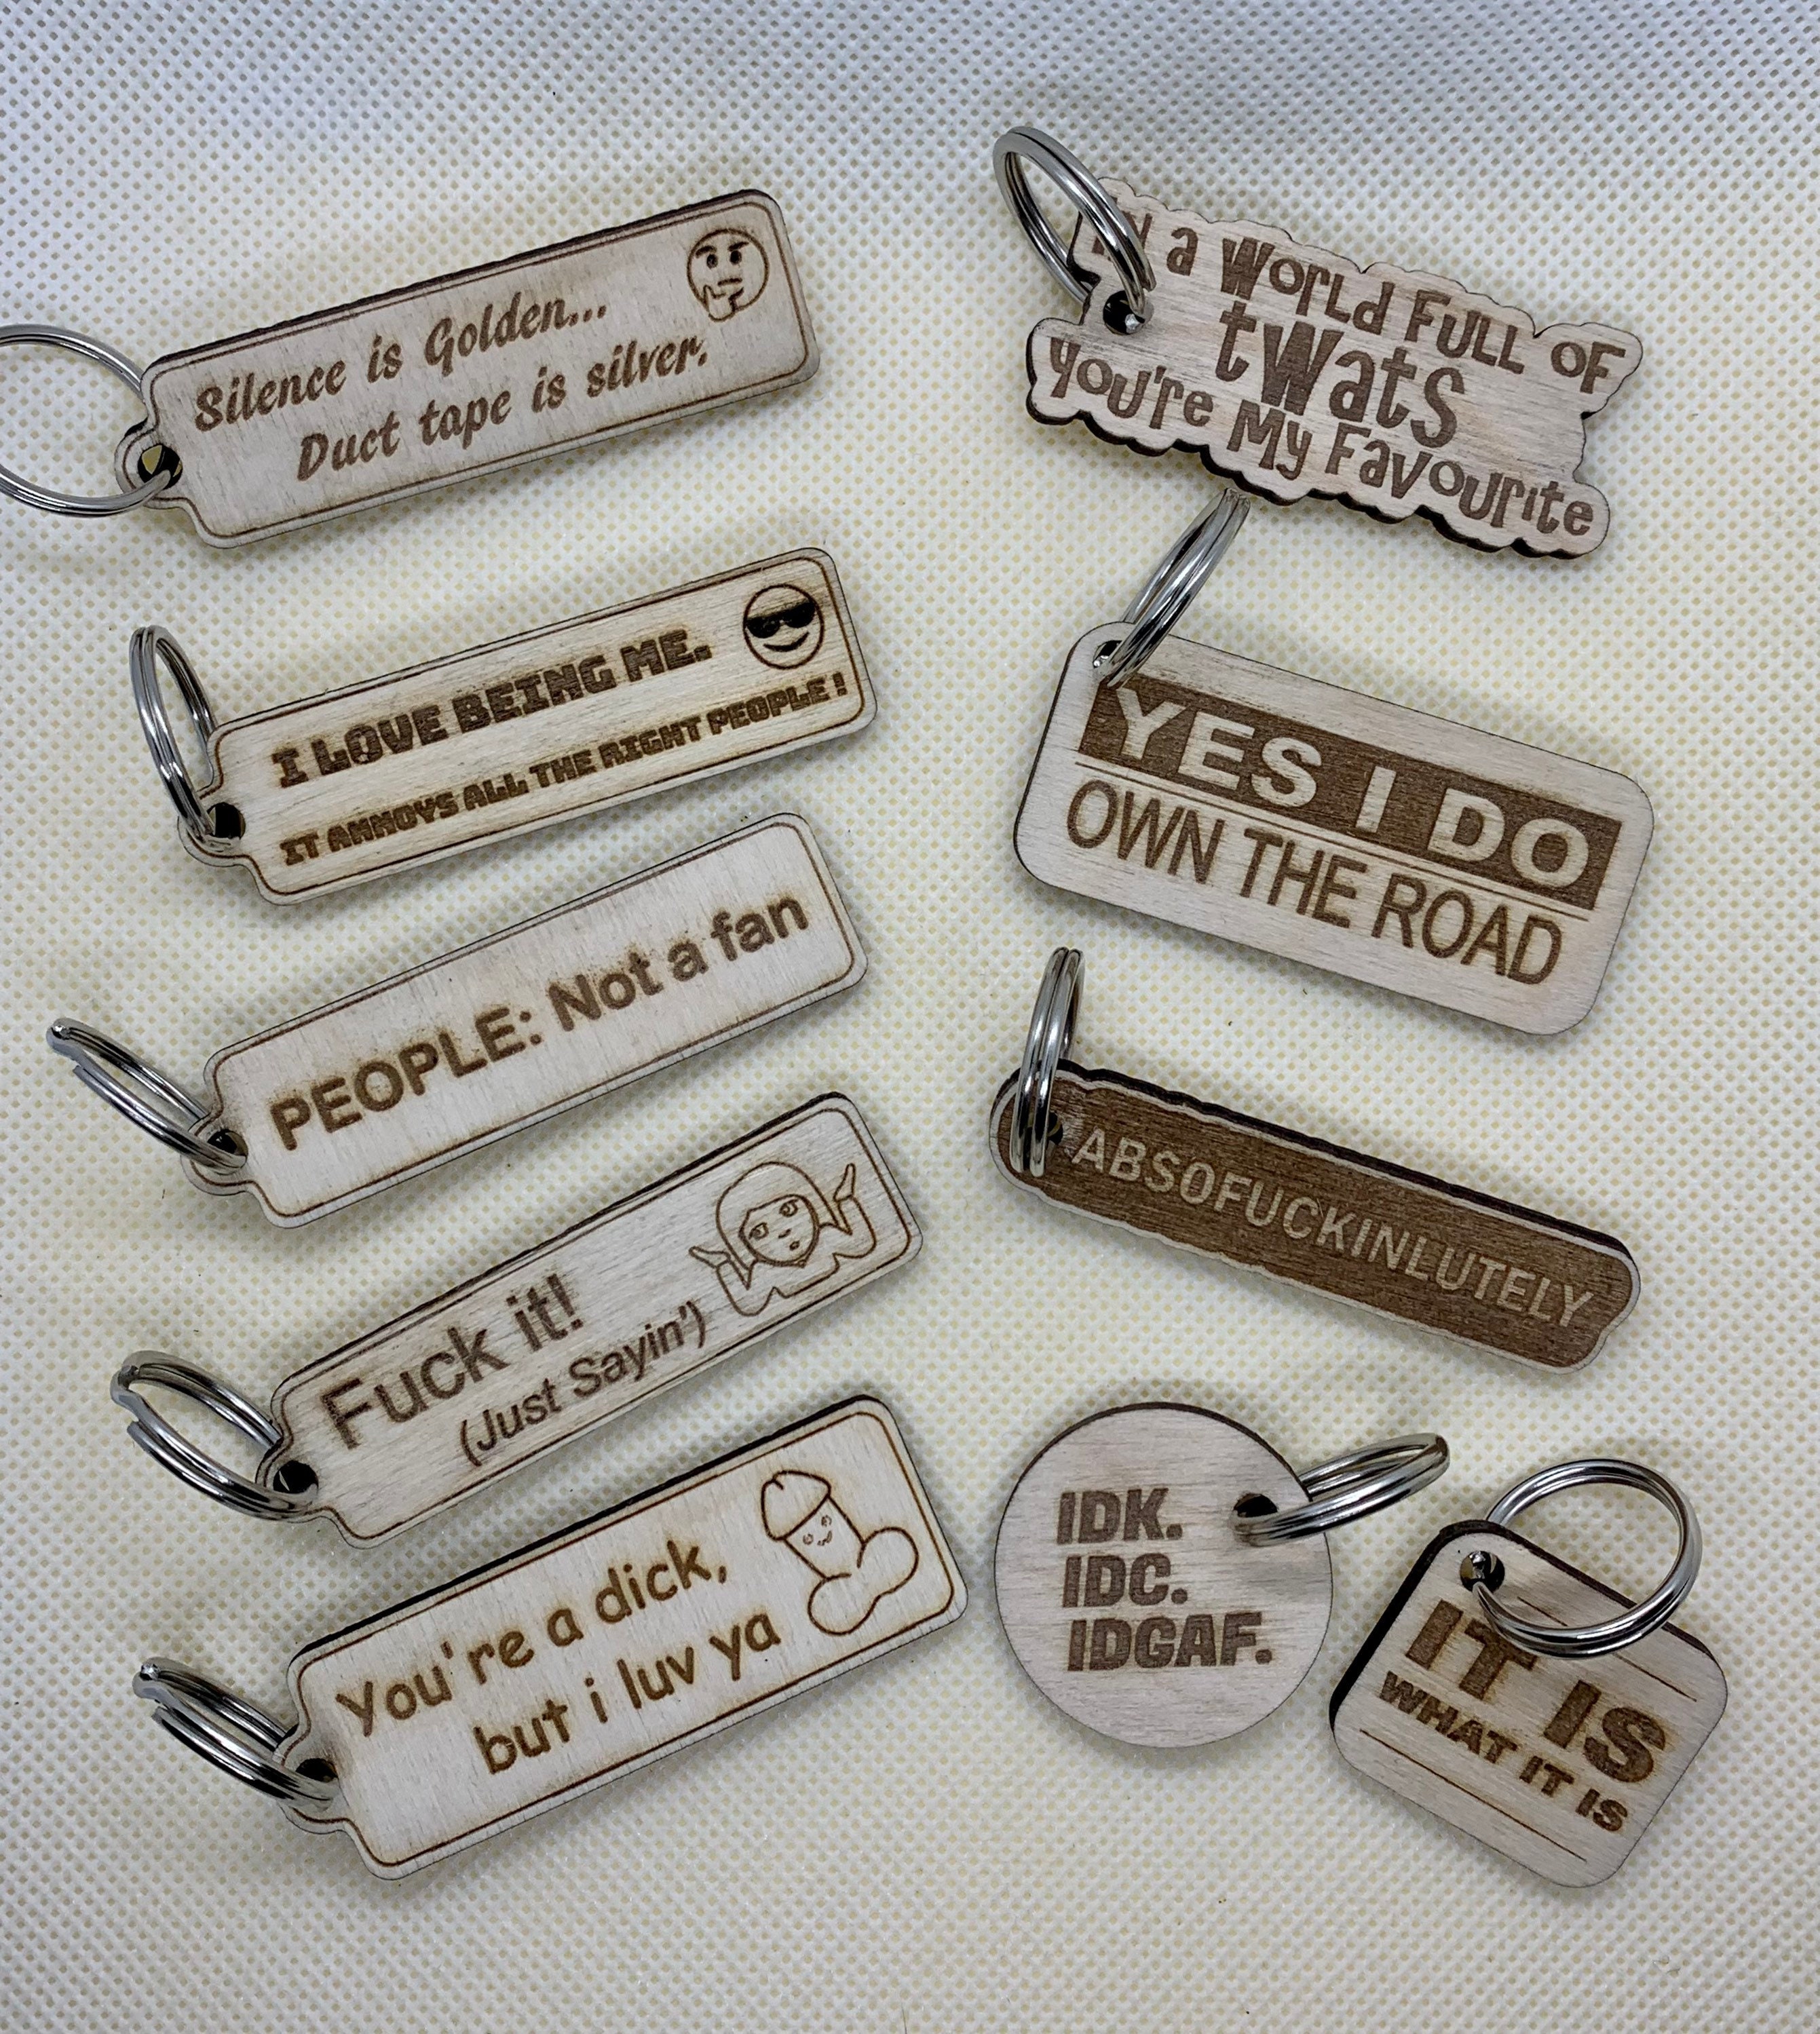 Silence is Golden...
Duct tape is silver.
I LOVE BEING ME.
IT ANNOYS ALL THE RIGHT PEOPLE !
PEOPLE: Not a fan
Fuck it!
(Just Sayin')
You're a dick,
but i luv ya
IN a WorLd FULL OF
tWats
you're My Favourite
YES I DO
OWN THE ROAD
ABSOFUCKINLUTELY
IDK.
IDC.
IDGAF.
IT IS
WHAT IT IS